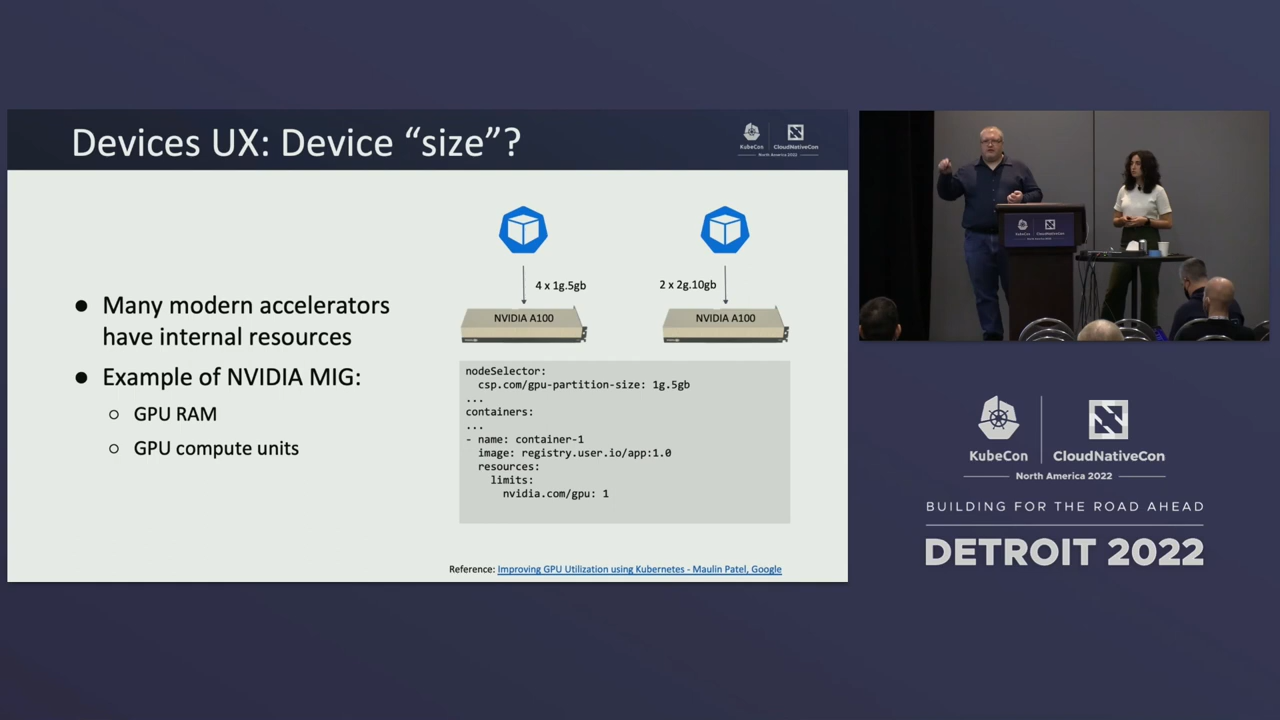 Devices UX: Device “size”?
KubeCon
CloudNativeCon
North America 2022
● Many modern accelerators
have internal resources
● Example of NVIDIA MIG:
○ GPU RAM
○ GPU compute units
4 x 1g.5gb
2 x 2g.10gb
NVIDIA A100
NVIDIA A100
nodeSelector:
csp.com/gpu-partition-size: 1g.5gb
...
containers:
...
- name: container-1
image: registry.user.io/app:1.0
resources:
limits:
nvidia.com/gpu: 1
Reference: Improving GPU Utilization using Kubernetes - Maulin Patel, Google
KubeCon
CloudNativeCon
KubeCon
CloudNativeCon
North America 2022
BUILDING FOR THE ROAD AHEAD
DETROIT 2022